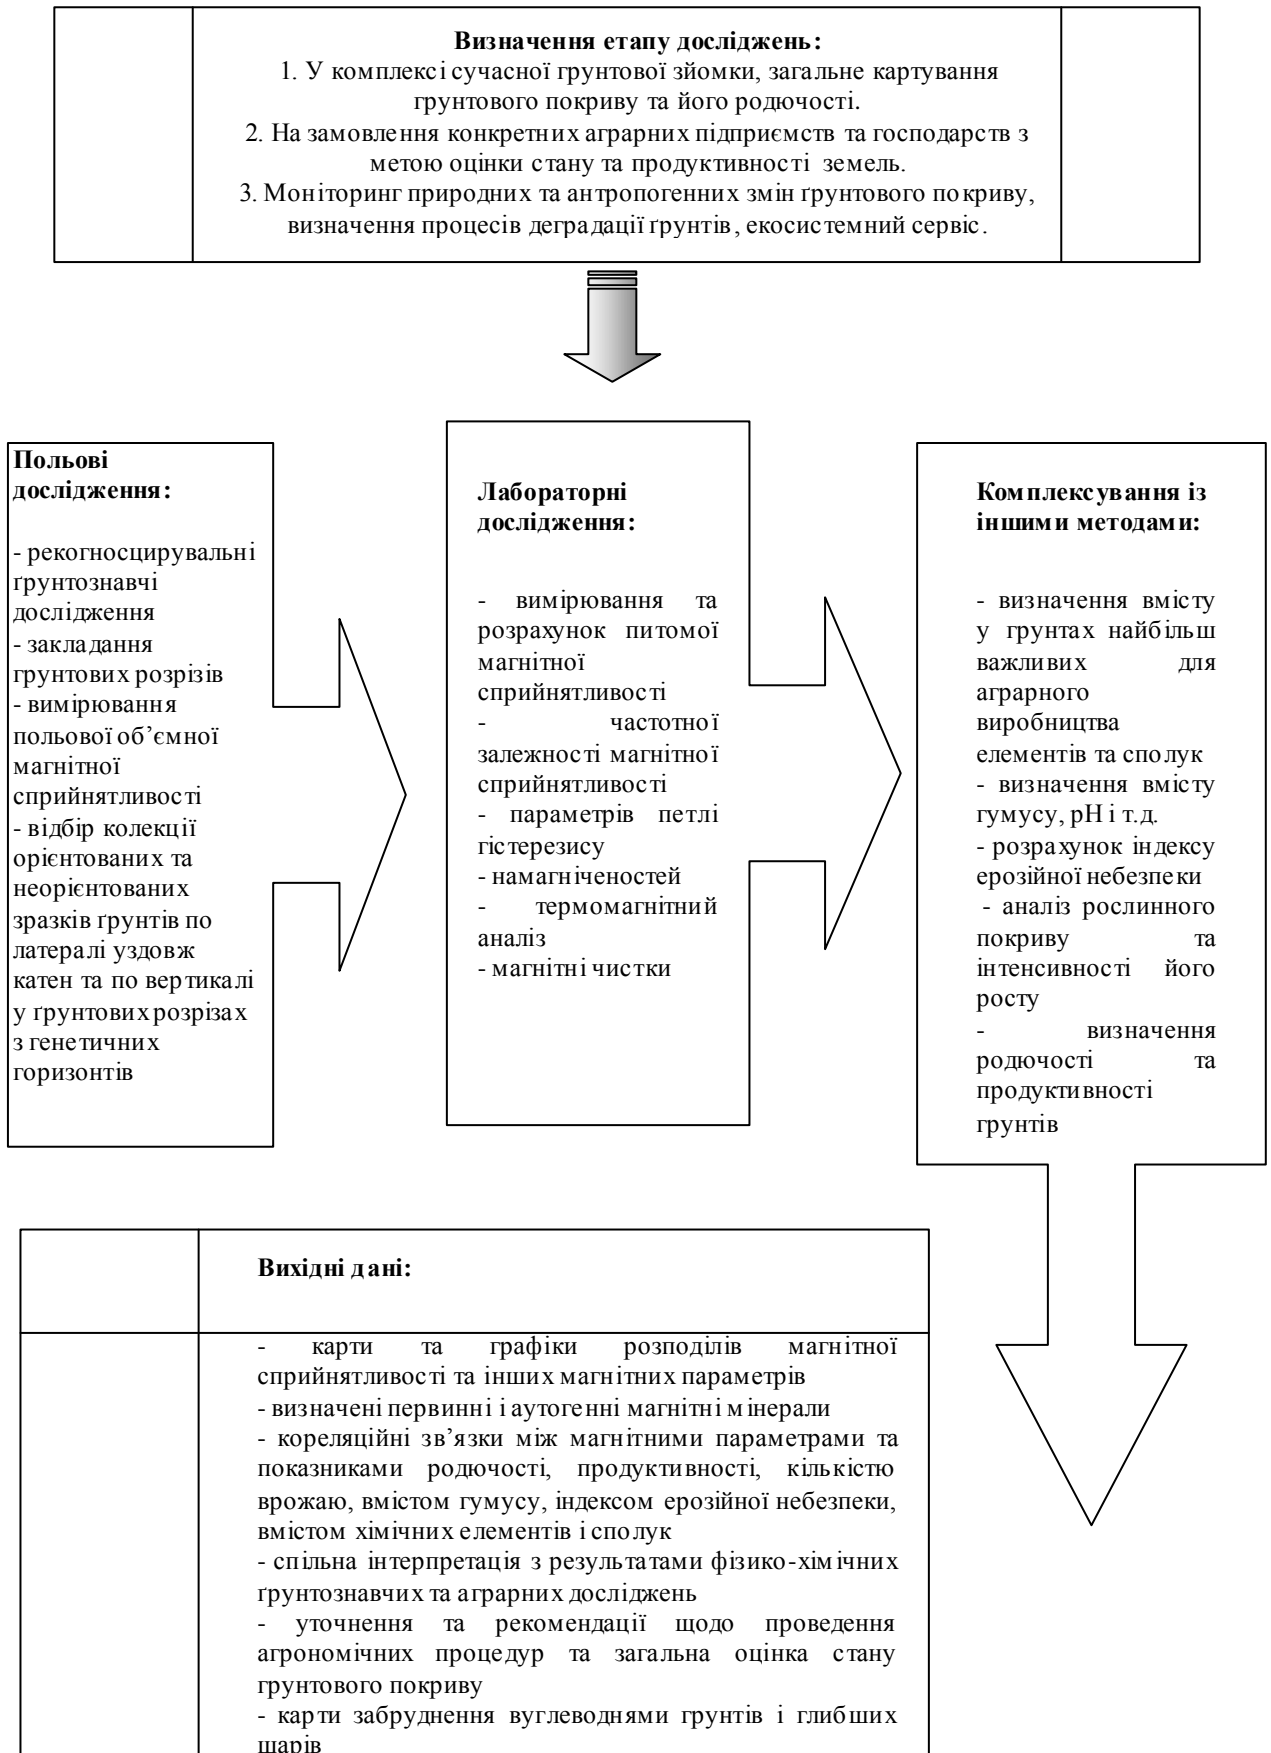 Визначення етапу досліджень:
1. У комплексі сучасної грунтової зйомки, загальне картування
грунтового покриву та його родючості.
2. На замовлення конкретних аграрних підприємств та господарств з
метою оцінки стану та продуктивності земель.
3. Моніторинг природних та антропогенних змін ґрунтового покриву,
визначення процесів деградації ґрунтів, екосистемний сервіс.
Польові
дослідження:
- рекогносцирувальні
ґрунтознавчі
дослідження
- закладання
грунтових розрізів
- вимірювання
польової об’ємної
магнітної
сприйнятливості
- відбір колекції
орієнтованих та
неорієнтованих
зразків ґрунтів по
латералі уздовж
катен та по вертикалі
у ґрунтових розрізах
з генетичних
горизонтів
Лабораторні
дослідження:
- вимірювання та
розрахунок питомої
магнітної
сприйнятливості
- частотної
залежності магнітної
сприйнятливості
- параметрів петлі
гістерезису
- намагніченостей
- термомагнітний
аналіз
- магнітні чистки
Комплексування із
іншими методами:
- визначення вмісту
у грунтах найбільш
важливих для
аграрного
виробництва
елементів та сполук
- визначення вмісту
гумусу, рН і т.д.
- розрахунок індексу
ерозійної небезпеки
- аналіз рослинного
покриву та
інтенсивності його
росту
- визначення
родючості та
продуктивності
грунтів
Вихідні дані:
- карти та графіки розподілів магнітної
сприйнятливості та інших магнітних параметрів
- визначені первинні і аутогенні магнітні мінерали
- кореляційні зв’язки між магнітними параметрами та
показниками родючості, продуктивності, кількістю
врожаю, вмістом гумусу, індексом ерозійної небезпеки,
вмістом хімічних елементів і сполук
- спільна інтерпретація з результатами фізико-хімічних
ґрунтознавчих та аграрних досліджень
- уточнення та рекомендації щодо проведення
агрономічних процедур та загальна оцінка стану
грунтового покриву
- карти забруднення вуглеводнями грунтів і глибших
шарів